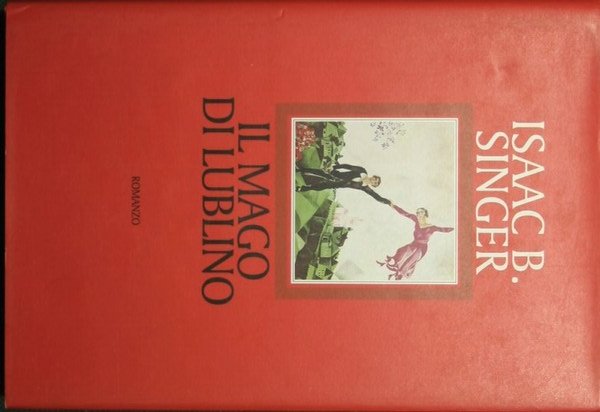 ISAAC B.
SINGER
IL MAGO
DI LUBLINO
ROMANZO